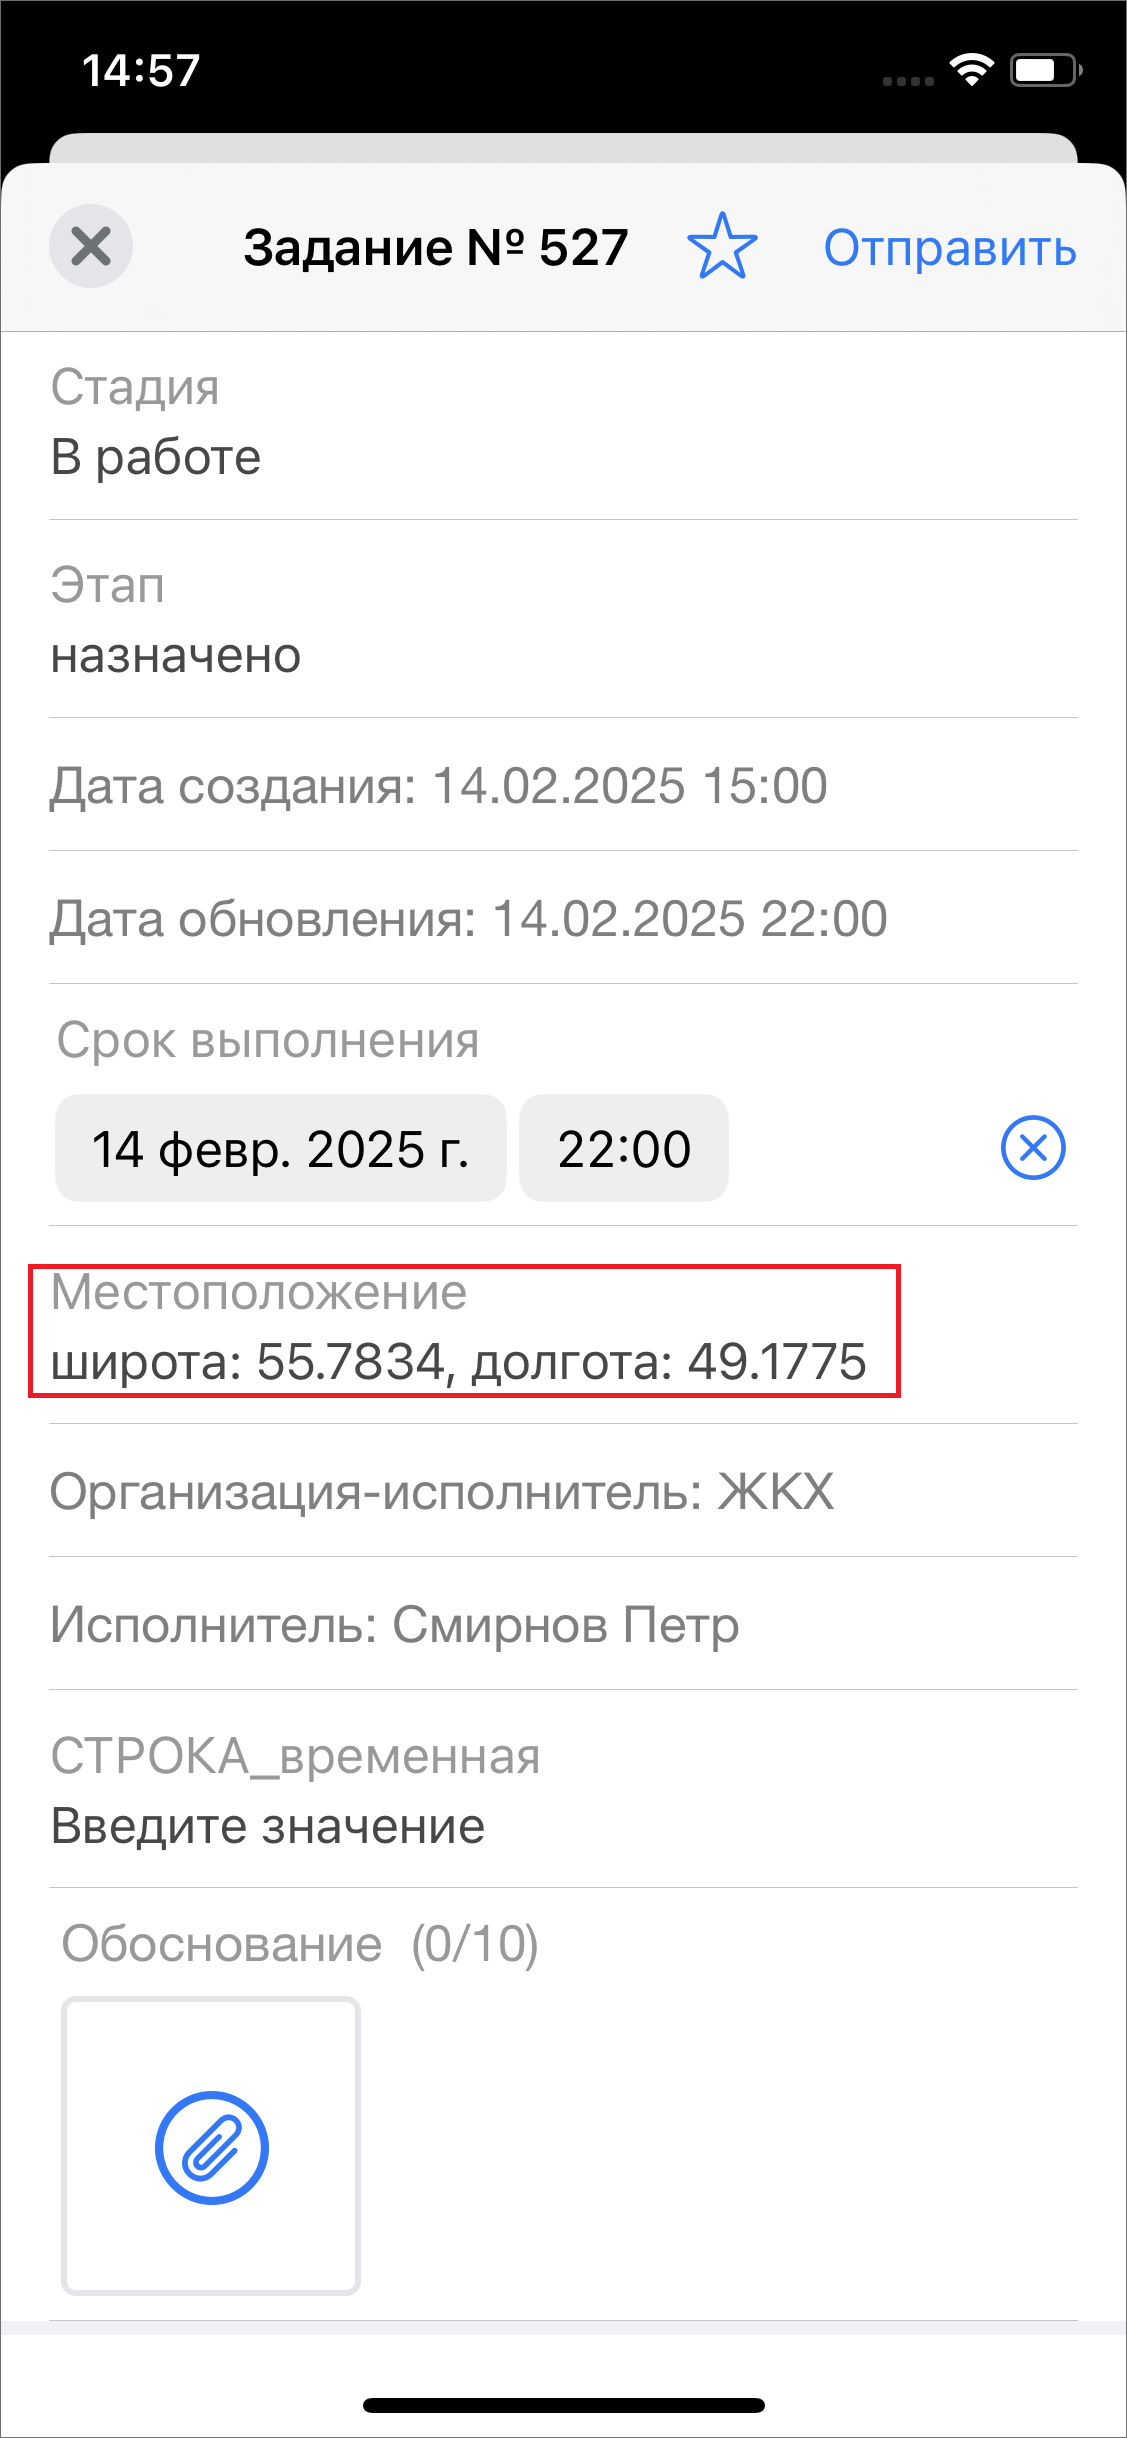 14:57
Задание № 527
Отправить
Стадия
В работе
Этап
назначено
Дата создания: 14.02.2025 15:00
Дата обновления: 14.02.2025 22:00
Срок выполнения
14 февр. 2025 г. 22:00
Местоположение
широта: 55.7834, долгота: 49.1775
Организация-исполнитель: ЖКХ
Исполнитель: Смирнов Петр
СТРОКА_временная
Введите значение
Обоснование (0/10)